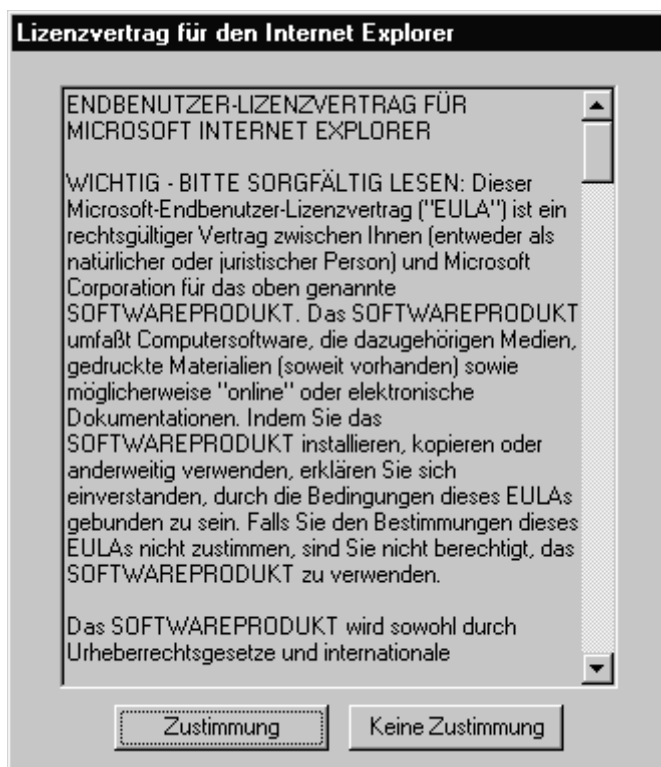 Lizenzvertrag für den Internet Explorer
ENDBENUTZER-LIZENZVERTRAG FÜR
MICROSOFT INTERNET EXPLORER
WICHTIG - BITTE SORGFÄLTIG LESEN: Dieser
Microsoft-Endbenutzer-Lizenzvertrag ("EULA") ist ein
rechtsgültiger Vertrag zwischen Ihnen (entweder als
natürlicher oder juristischer Person) und Microsoft
Corporation für das oben genannte
SOFTWAREPRODUKT. Das SOFTWAREPRODUKT
umfaßt Computersoftware, die dazugehörigen Medien,
gedruckte Materialien (soweit vorhanden) sowie
möglicherweise "online" oder elektronische
Dokumentationen. Indem Sie das
SOFTWAREPRODUKT installieren, kopieren oder
anderweitig verwenden, erklären Sie sich
einverstanden, durch die Bedingungen dieses EULAs
gebunden zu sein. Falls Sie den Bestimmungen dieses
EULAs nicht zustimmen, sind Sie nicht berechtigt, das
SOFTWAREPRODUKT zu verwenden.
Das SOFTWAREPRODUKT wird sowohl durch
Urheberrechtsgesetze und internationale
Zustimmung
Keine Zustimmung